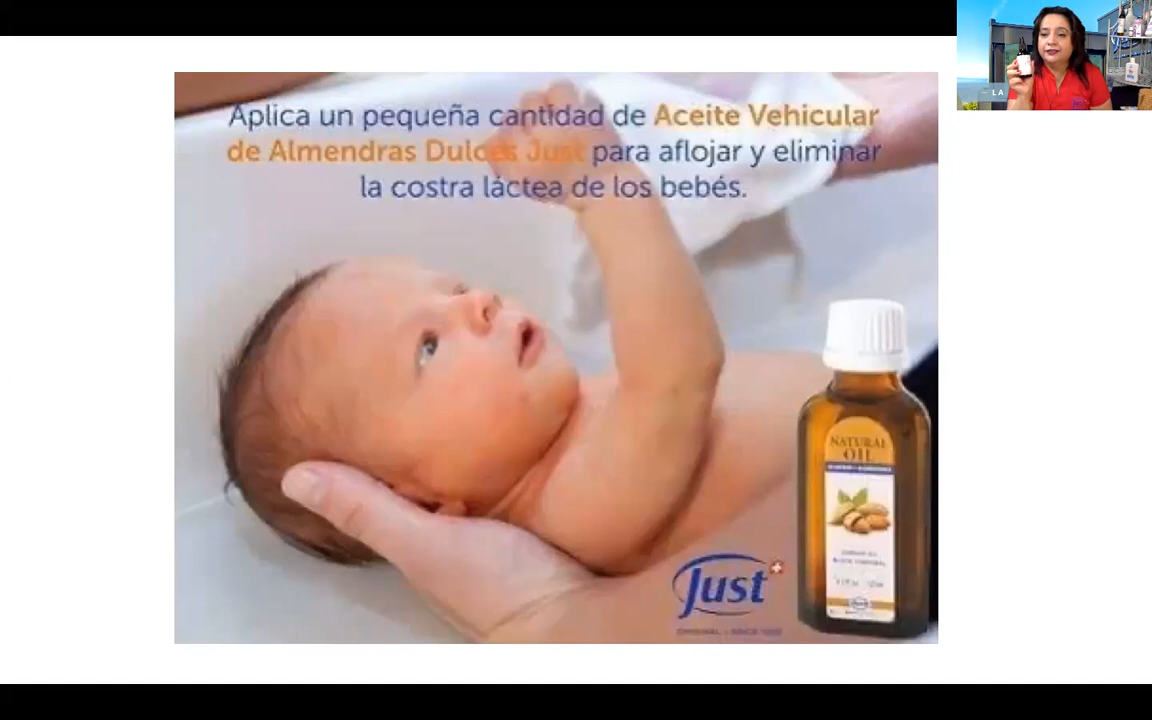 Aplica un pequeña cantidad de Aceite Vehicular
de Almendras Dulces Just para aflojar y eliminar
la costra láctea de los bebés.
NATURAL
OIL
Just
LA